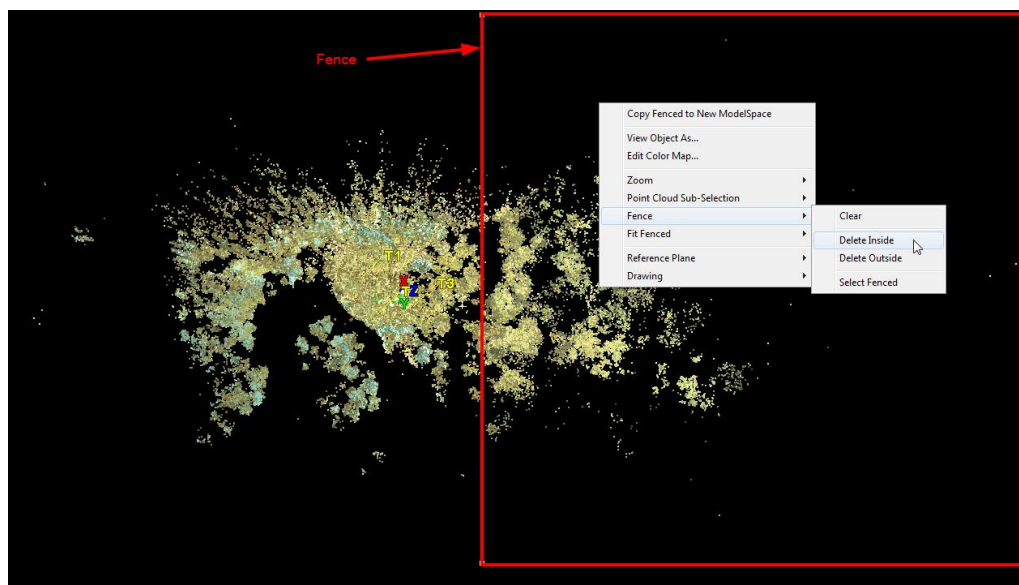 Fence
Copy Fenced to New ModelSpace
View Object As...
Edit Color Map...
Zoom
Point Cloud Sub-Selection
Fence
Fit Fenced
Reference Plane
Drawing
Clear
Delete Inside
Delete Outside
Select Fenced
T1
T3
X
Z
Y